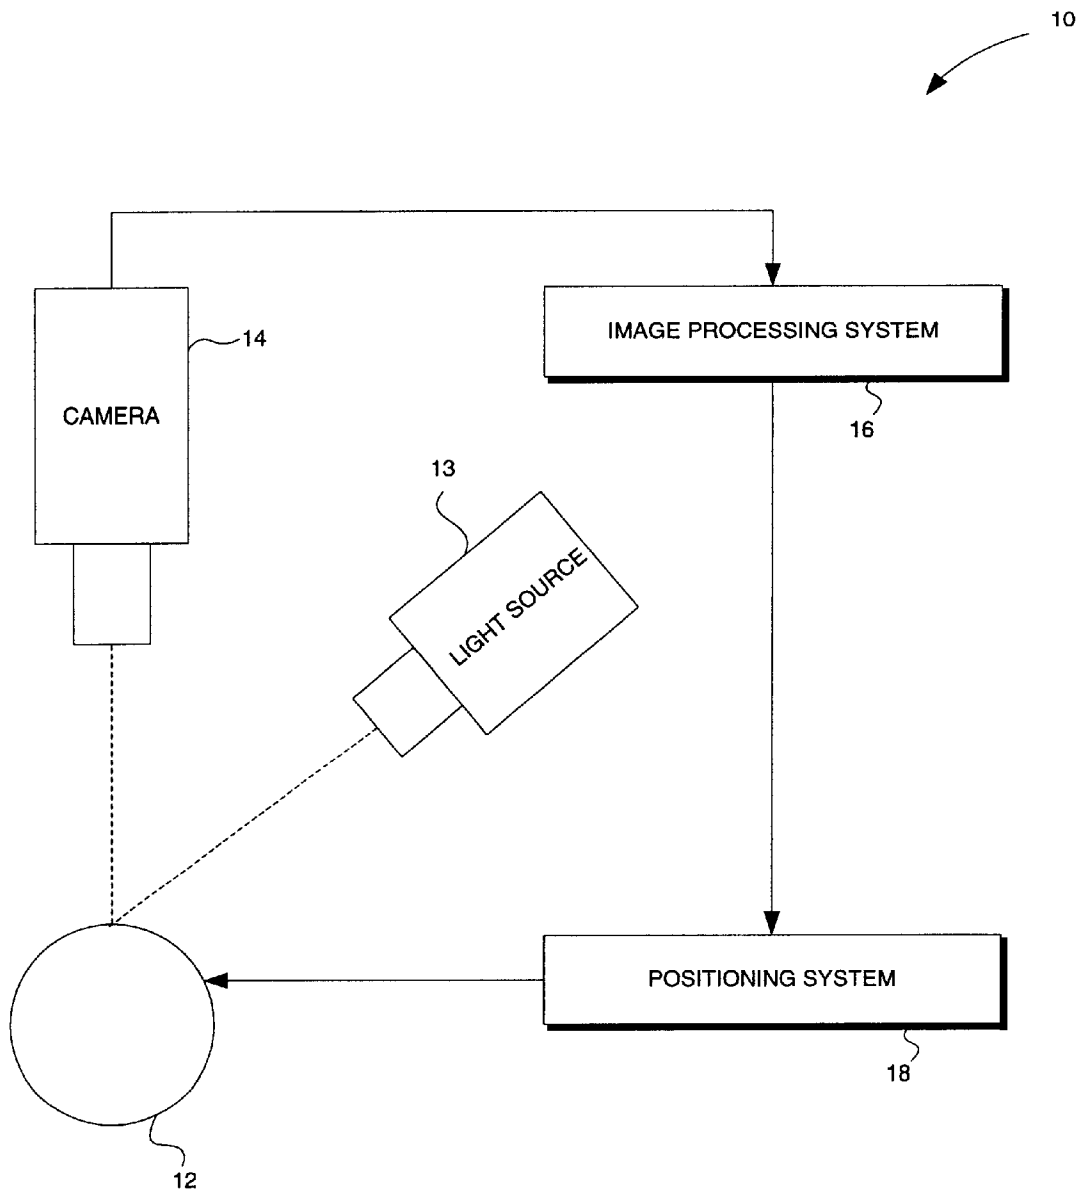 10
IMAGE PROCESSING SYSTEM
14
CAMERA
16
13
LIGHT SOURCE
POSITIONING SYSTEM
18
12